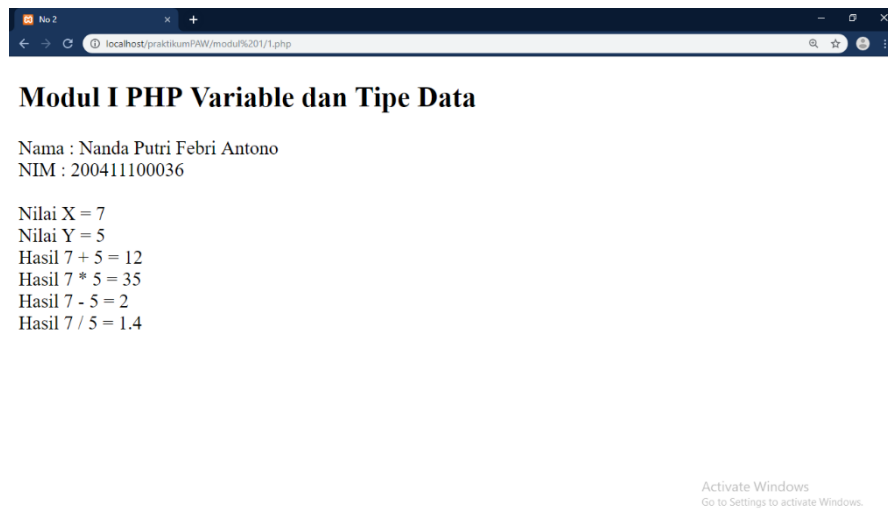 No 2
localhost/praktikumPAW/modul%201/1.php
Modul I PHP Variable dan Tipe Data
Nama : Nanda Putri Febri Antono
NIM : 200411100036
Nilai X = 7
Nilai Y = 5
Hasil 7 + 5 = 12
Hasil 7 * 5 = 35
Hasil 7 - 5 = 2
Hasil 7 / 5 = 1.4
Activate Windows
Go to Settings to activate Windows.